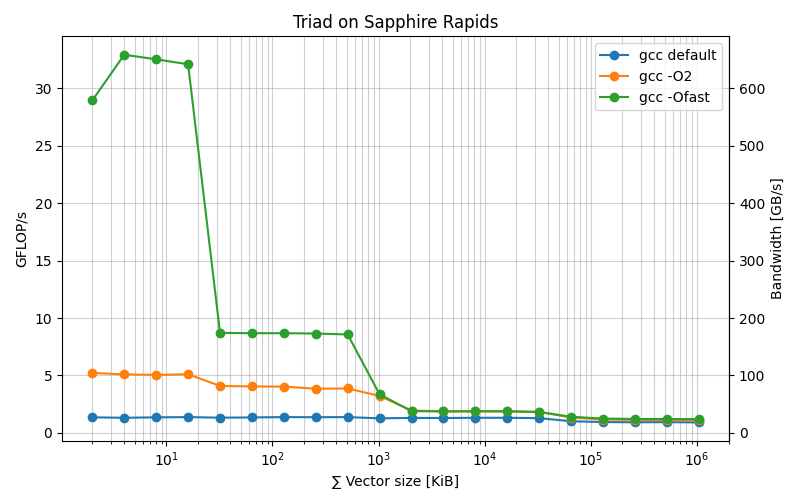 Triad on Sapphire Rapids
gcc default
gcc -O2
gcc -Ofast
GFLOP/s
30
25
20
15
10
5
0
600
500
400
300
200
100
0
Bandwidth [GB/s]
10¹
10²
10³
10⁴
10⁵
10⁶
∑ Vector size [KiB]